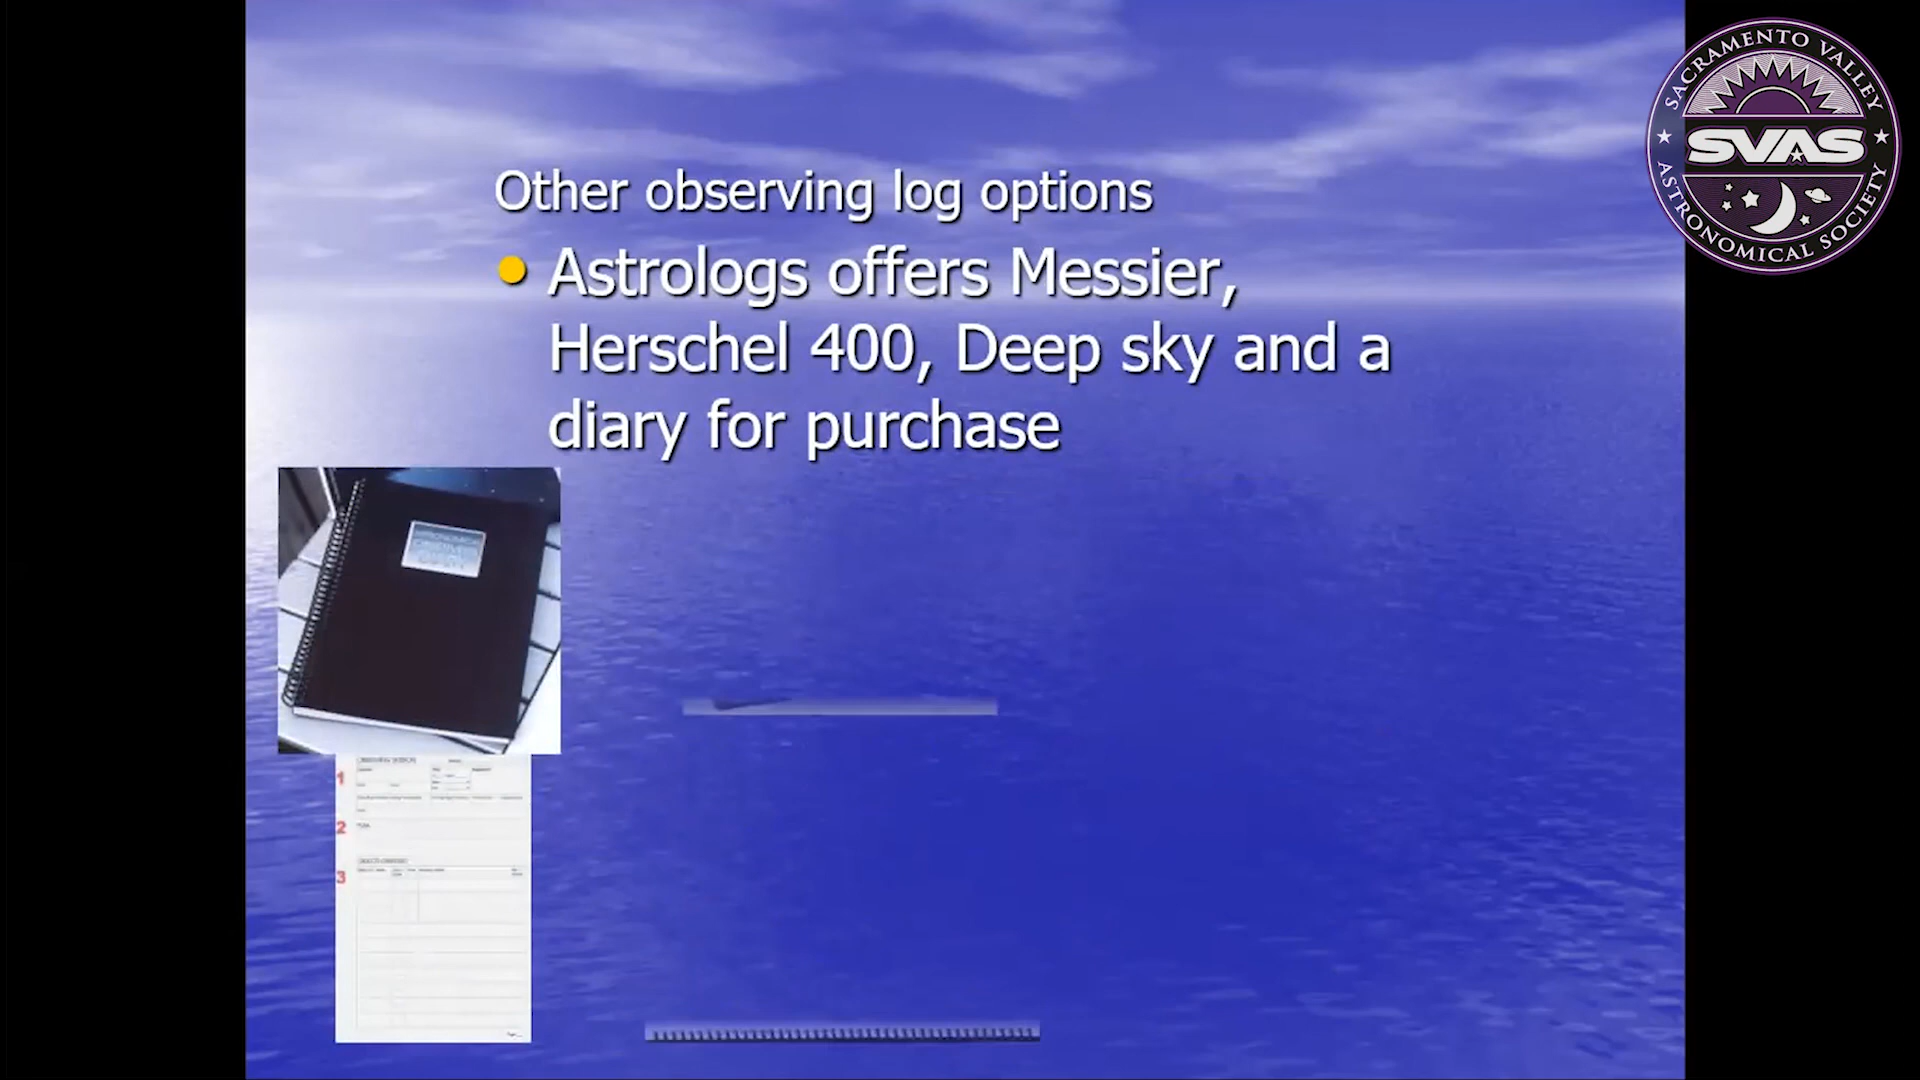 Other observing log options
Astrologs offers Messier,
Herschel 400, Deep sky and a
diary for purchase
SACRAMENTO VALLEY
SVAS
ASTRONOMICAL SOCIETY
1
2
3